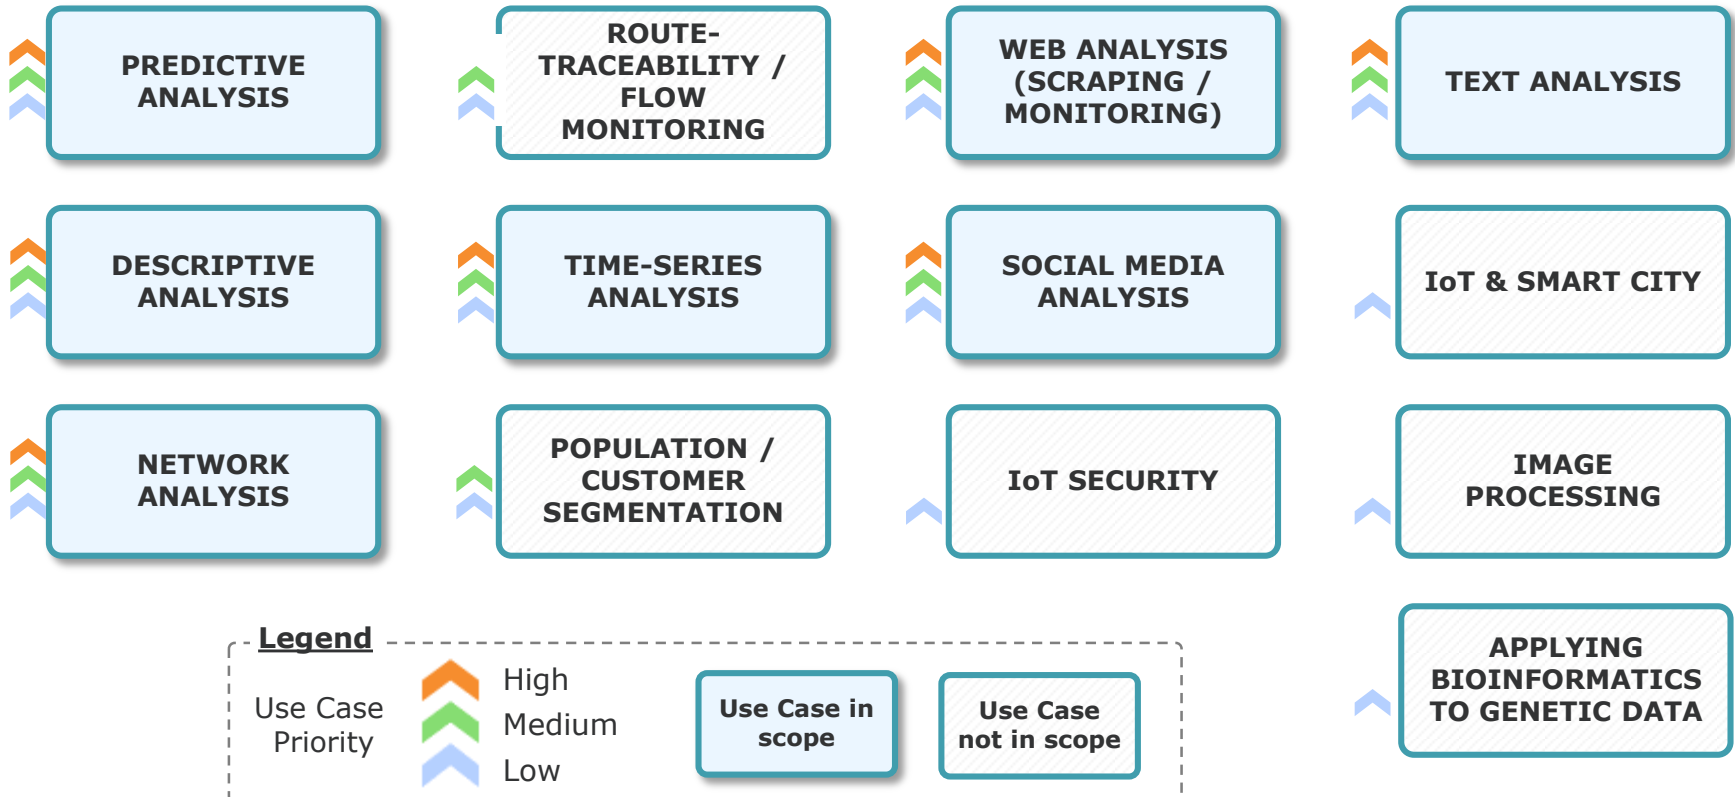 PREDICTIVE
ANALYSIS
ROUTE-
TRACEABILITY /
FLOW
MONITORING
WEB ANALYSIS
(SCRAPING /
MONITORING)
TEXT ANALYSIS
DESCRIPTIVE
ANALYSIS
TIME-SERIES
ANALYSIS
SOCIAL MEDIA
ANALYSIS
IoT & SMART CITY
NETWORK
ANALYSIS
POPULATION /
CUSTOMER
SEGMENTATION
IoT SECURITY
IMAGE
PROCESSING
APPLYING
BIOINFORMATICS
TO GENETIC DATA
Legend
Use Case
Priority
High
Medium
Low
Use Case in
scope
Use Case
not in scope